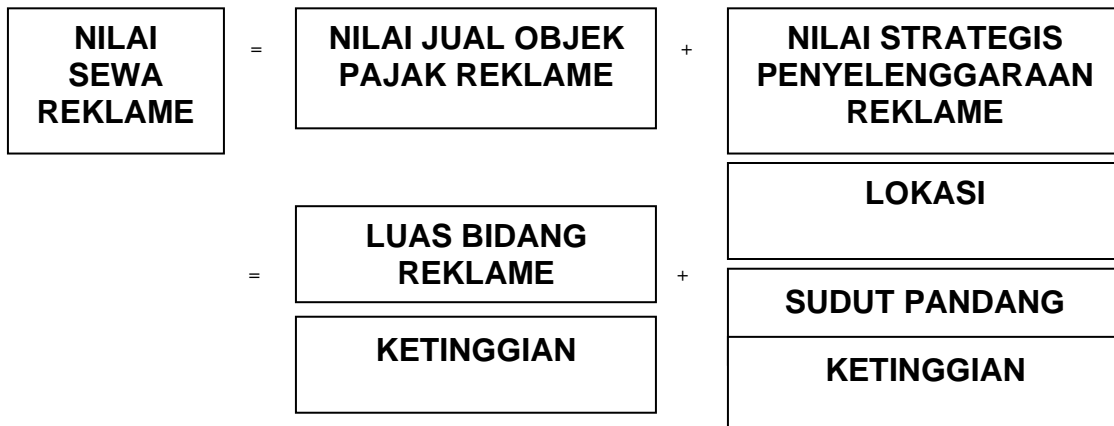 NILAI
SEWA
REKLAME
=
NILAI JUAL OBJEK
PAJAK REKLAME
+
NILAI STRATEGIS
PENYELENGGARAAN
REKLAME
=
LUAS BIDANG
REKLAME
KETINGGIAN
+
LOKASI
SUDUT PANDANG
KETINGGIAN